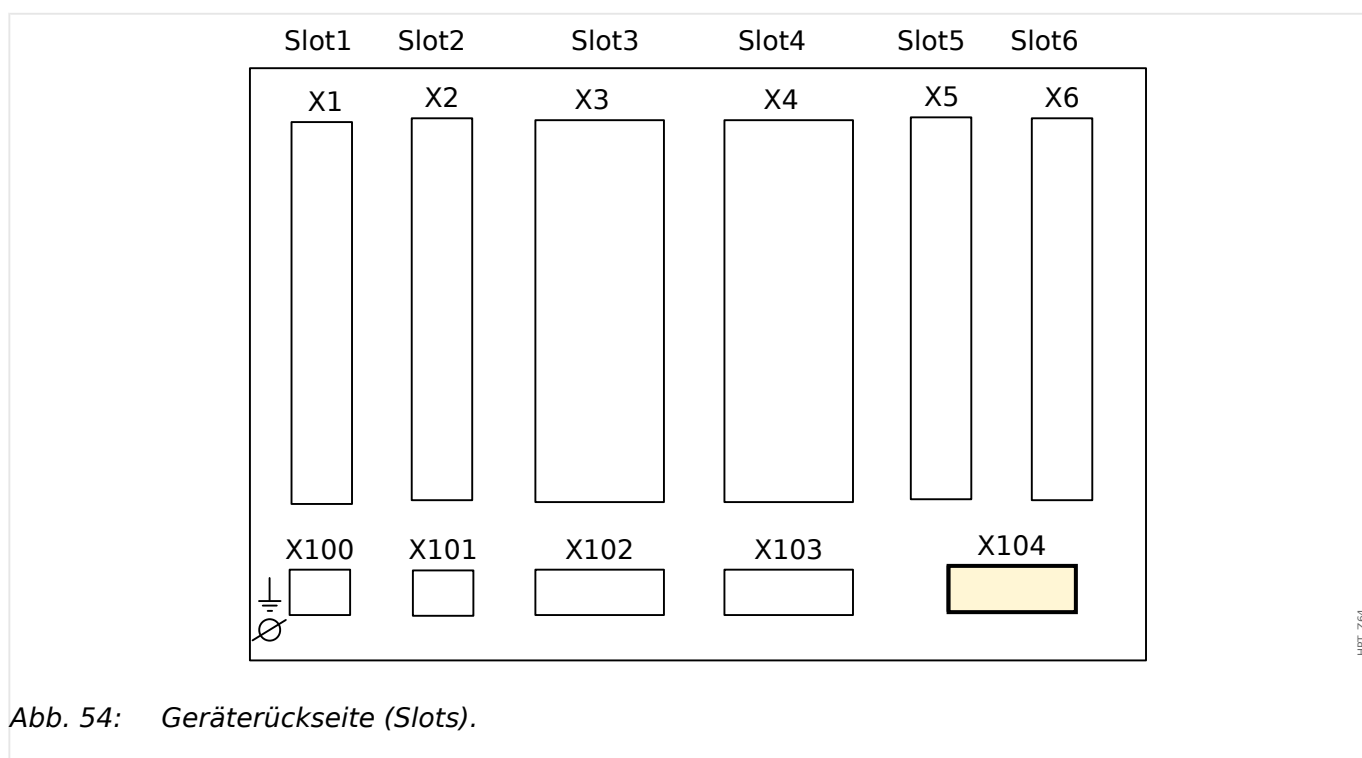 Slot1 Slot2 Slot3 Slot4 Slot5 Slot6
X1 X2 X3 X4 X5 X6
X100 X101 X102 X103 X104
Abb. 54: Geräterückseite (Slots).